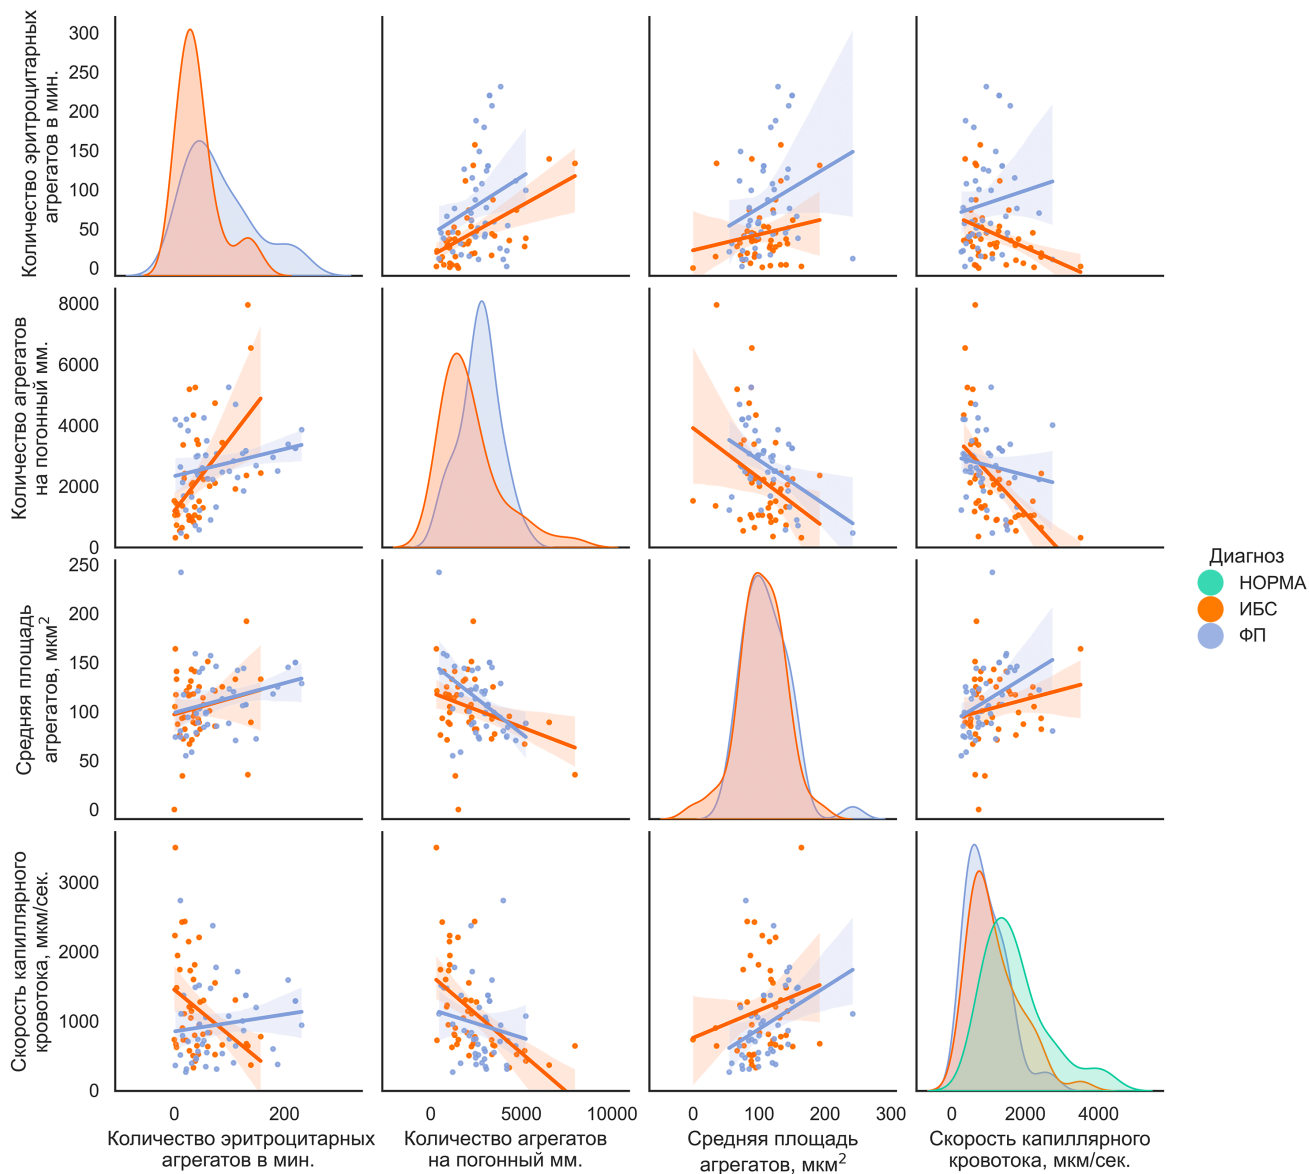 Количество эритроцитарных
агрегатов в мин.
300
250
200
150
100
50
0
Количество агрегатов
на погонный мм.
8000
6000
4000
2000
0
Средняя площадь
агрегатов, мкм²
250
200
150
100
50
0
Скорость капиллярного
кровотока, мкм/сек.
3000
2000
1000
0
0 200
Количество эритроцитарных
агрегатов в мин.
0 5000 10000
Количество агрегатов
на погонный мм.
0 100 200 300
Средняя площадь
агрегатов, мкм²
0 2000 4000
Скорость капиллярного
кровотока, мкм/сек.
Диагноз
НОРМА
ИБС
ФП